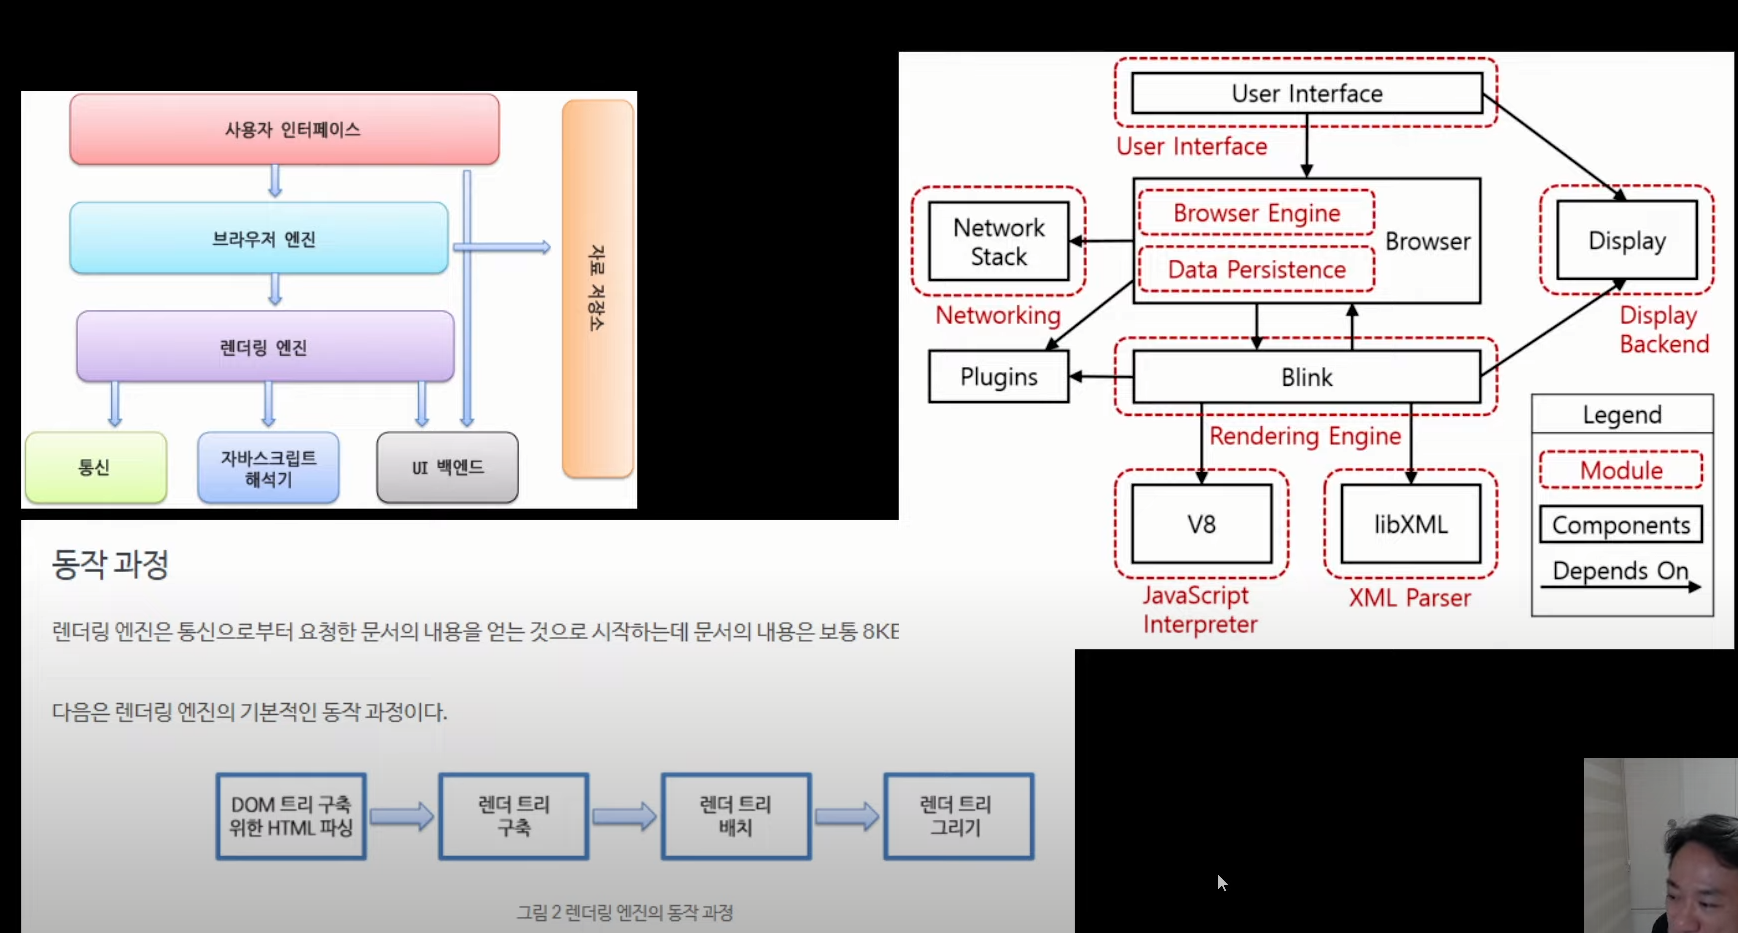 사용자 인터페이스
브라우저 엔진
렌더링 엔진
통신
자바스크립트
해석기
UI 백엔드
자료 저장소
User Interface
User Interface
Browser Engine
Data Persistence
Browser
Network
Stack
Networking
Display
Display
Backend
Plugins
Blink
Rendering Engine
V8
JavaScript
Interpreter
libXML
XML Parser
Legend
Module
Components
Depends On
동작 과정
렌더링 엔진은 통신으로부터 요청한 문서의 내용을 얻는 것으로 시작하는데 문서의 내용은 보통 8KE
다음은 렌더링 엔진의 기본적인 동작 과정이다.
DOM 트리 구축
위한 HTML 파싱
렌더 트리
구축
렌더 트리
배치
렌더 트리
그리기
그림 2 렌더링 엔진의 동작 과정